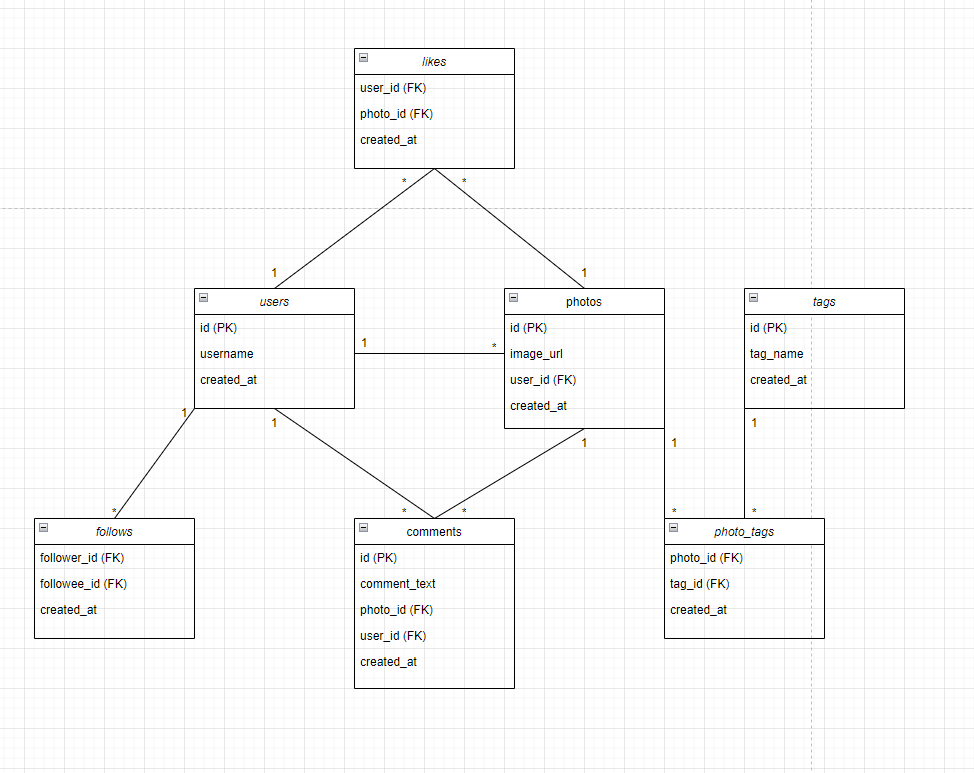 likes
user_id (FK)
photo_id (FK)
created_at
*
*
1
1
users
id (PK)
username
created_at
1
*
photos
id (PK)
image_url
user_id (FK)
created_at
tags
id (PK)
tag_name
created_at
1
1
1
1
1
*
*
*
*
*
follows
follower_id (FK)
followee_id (FK)
created_at
comments
id (PK)
comment_text
photo_id (FK)
user_id (FK)
created_at
photo_tags
photo_id (FK)
tag_id (FK)
created_at